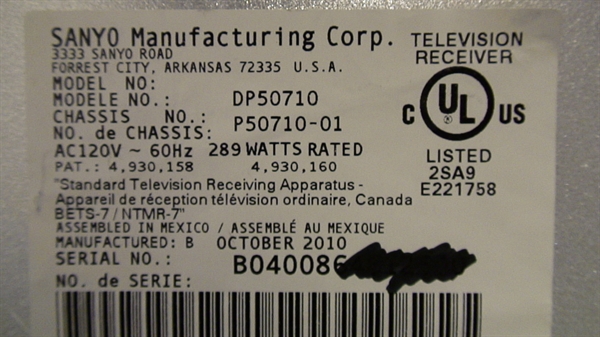 SANYO Manufacturing Corp.
3333 SANYO ROAD
FORREST CITY, ARKANSAS 72335 U.S.A.
TELEVISION
RECEIVER
MODEL NO:
MODELE NO.: DP50710
CHASSIS NO.:
NO. de CHASSIS: P50710-01
AC120V ~ 60Hz 289 WATTS RATED
PAT.: 4,930,158 4,930,160
C UL US
®
LISTED
2SA9
E221758
"Standard Television Receiving Apparatus -
Appareil de réception télévision ordinaire, Canada
BETS-7 / NTMR-7"
ASSEMBLED IN MEXICO / ASSEMBLÉ AU MEXIQUE
MANUFACTURED: B OCTOBER 2010
SERIAL NO.: B040086
NO. de SERIE: